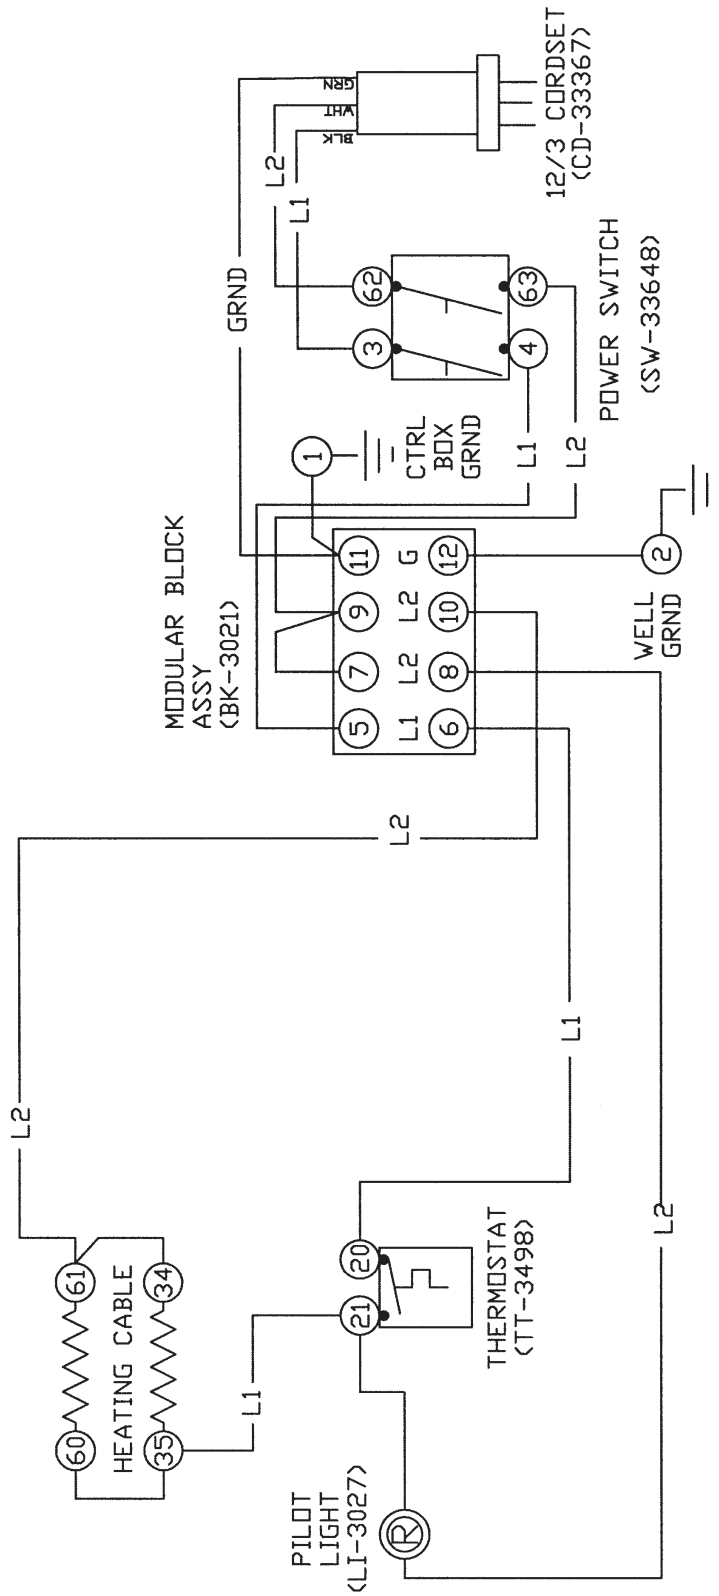 12/3 CORDSET
(CD-33367)
GRN
WHT
BLK
L2
L1
GRND
62
63
3
4
POWER SWITCH
(SW-33648)
1
CTRL
BOX
GRND
L1
L2
MODULAR BLOCK
ASSY
(BK-3021)
5
7
9
11
L1
L2
L2
G
6
8
10
12
2
WELL
GRND
L2
L2
L1
L2
60
61
HEATING CABLE
35
34
L1
21
20
THERMOSTAT
(TT-3498)
PILOT
LIGHT
(LI-3027)
R